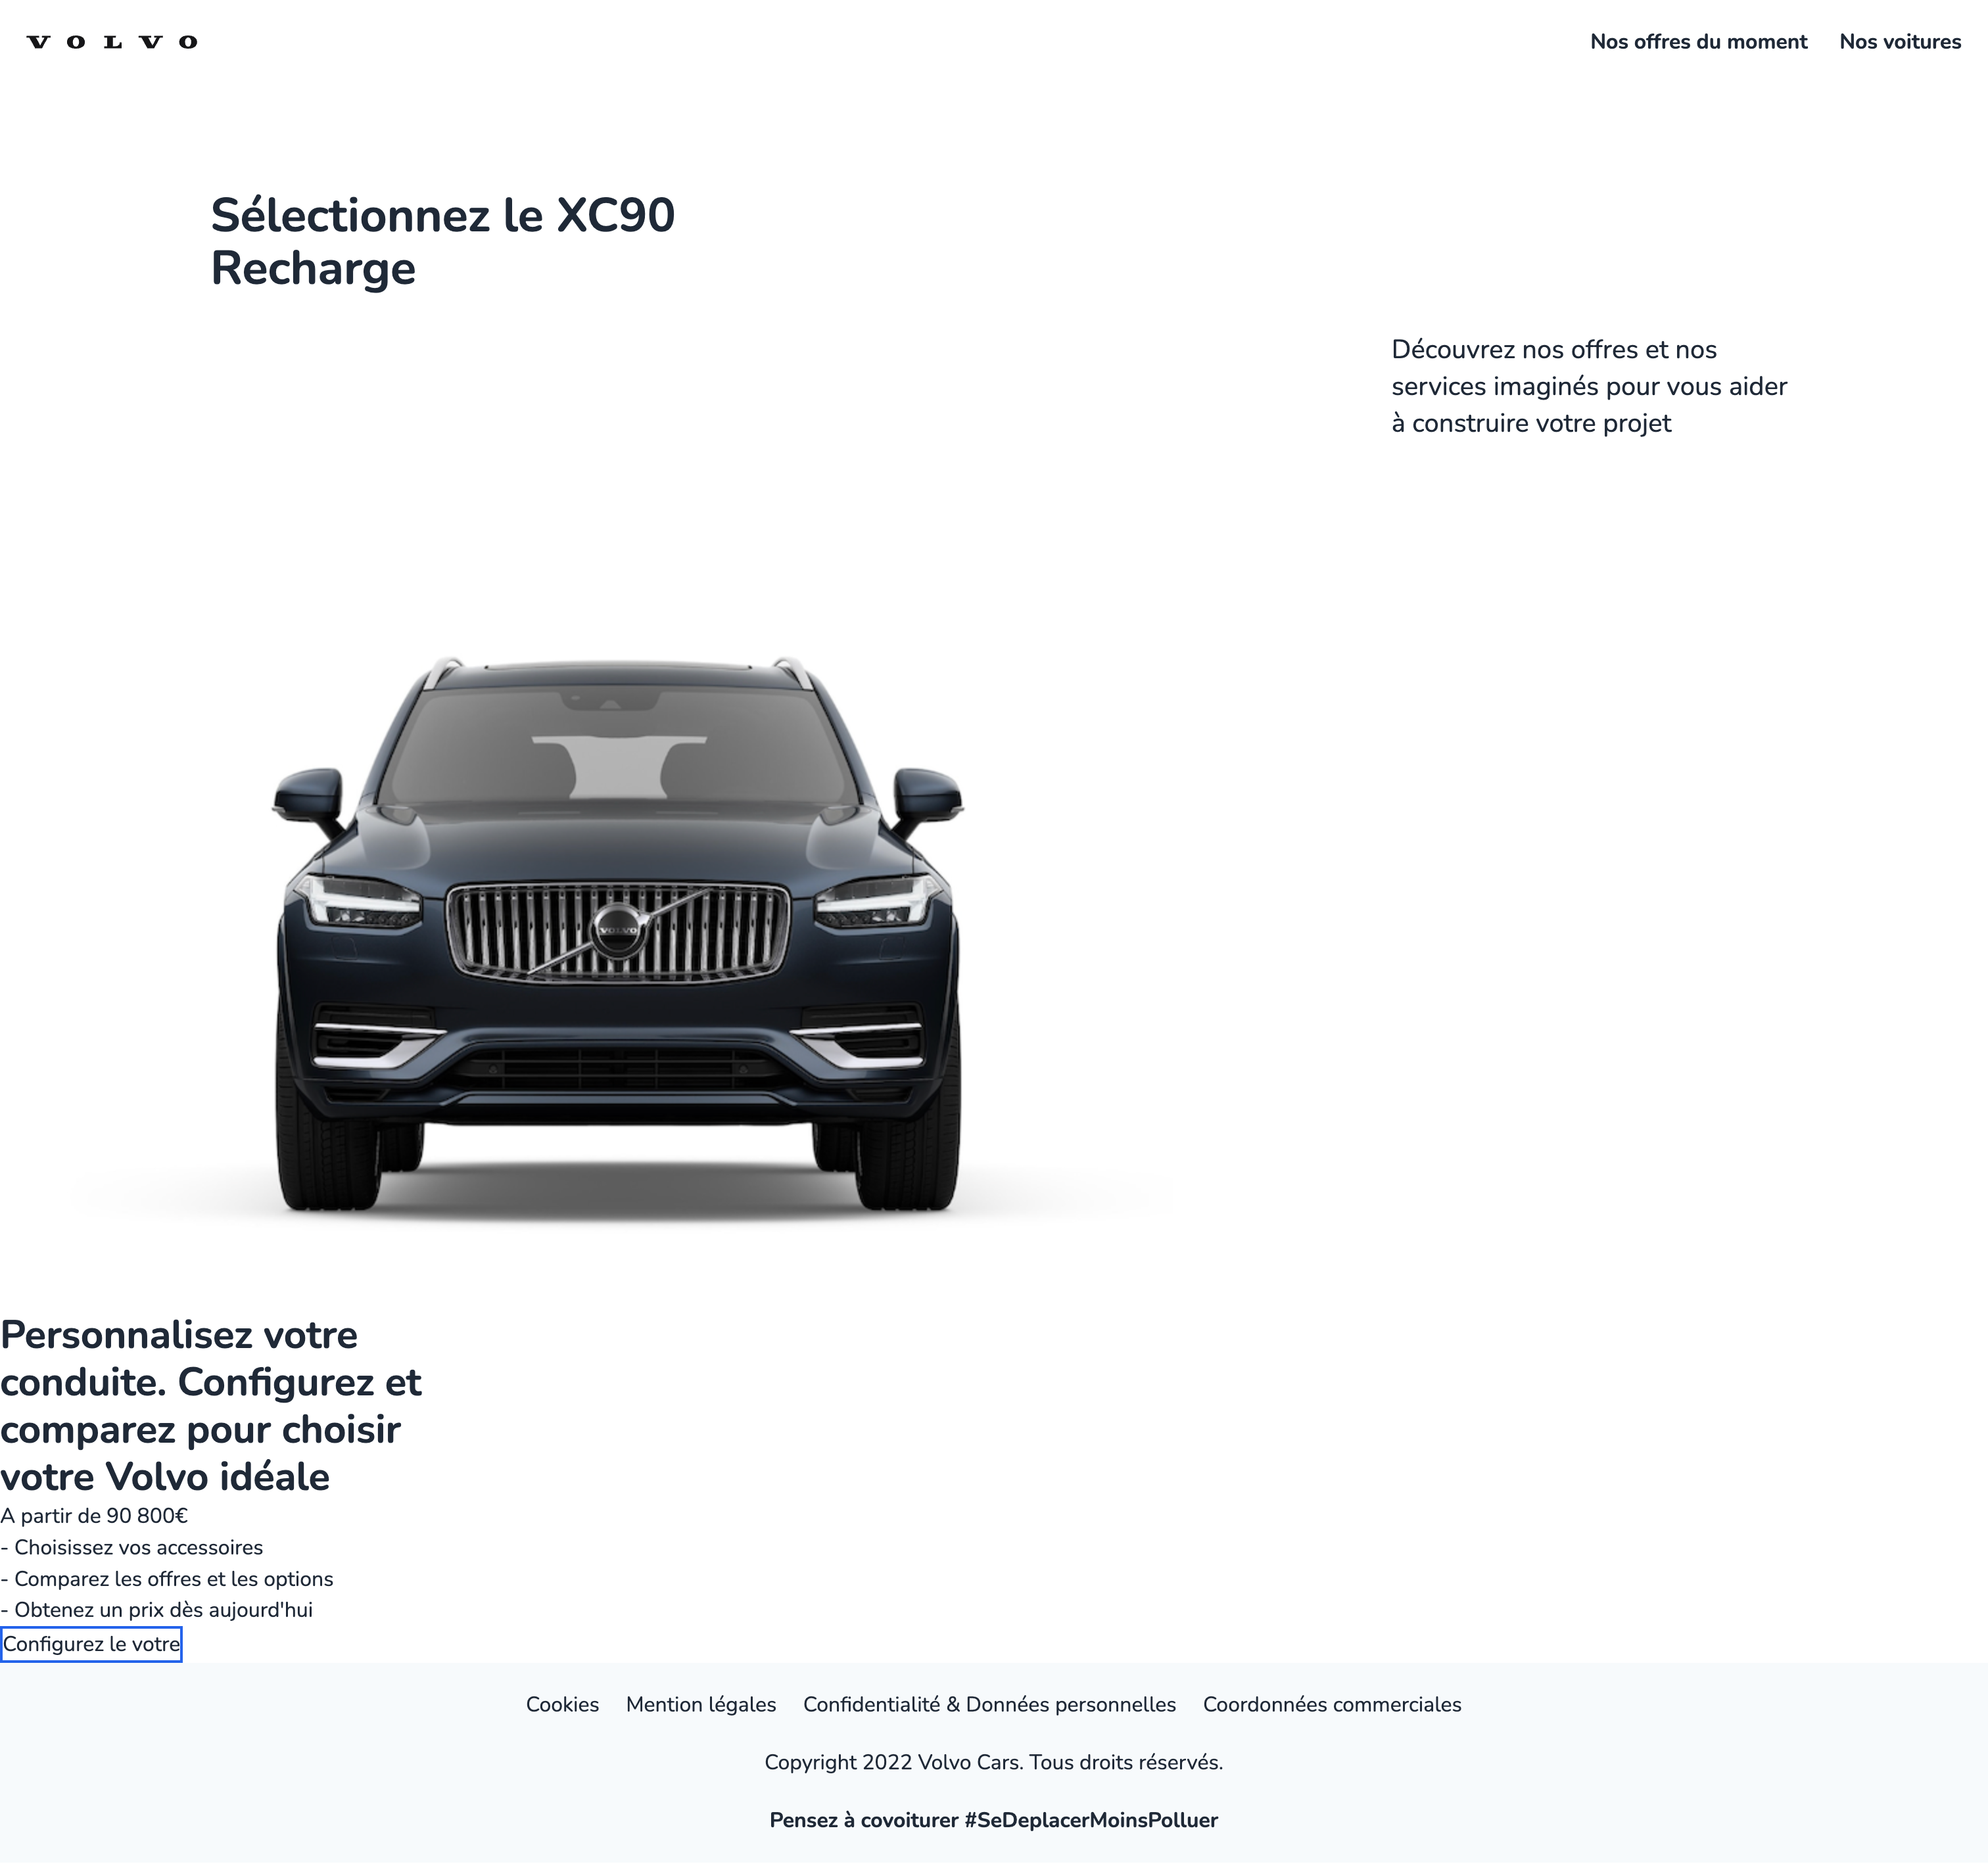 VOLVO
Nos offres du moment Nos voitures
Sélectionnez le XC90
Recharge
Découvrez nos offres et nos
services imaginés pour vous aider
à construire votre projet
VOLVO
Personnalisez votre
conduite. Configurez et
comparez pour choisir
votre Volvo idéale
A partir de 90 800€
- Choisissez vos accessoires
- Comparez les offres et les options
- Obtenez un prix dès aujourd'hui
Configurez le votre
Cookies Mention légales Confidentialité & Données personnelles Coordonnées commerciales
Copyright 2022 Volvo Cars. Tous droits réservés.
Pensez à covoiturer #SeDeplacerMoinsPolluer